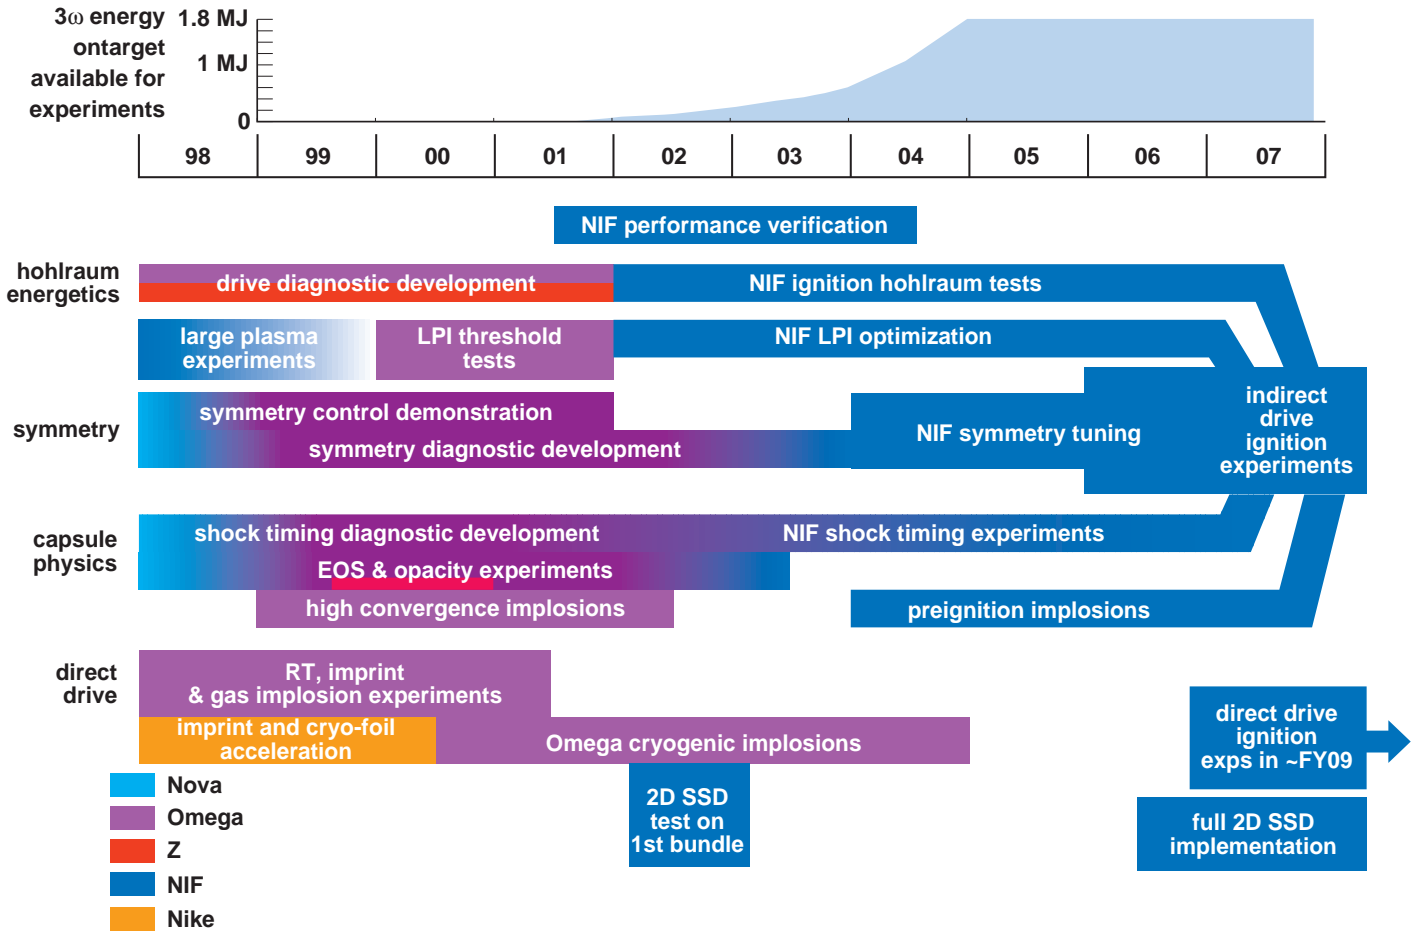 3ω energy
ontarget
available for
experiments
1.8 MJ
1 MJ
0
98 99 00 01 02 03 04 05 06 07
NIF performance verification
hohlraum
energetics
drive diagnostic development
NIF ignition hohlraum tests
large plasma
experiments
LPI threshold
tests
NIF LPI optimization
symmetry
symmetry control demonstration
symmetry diagnostic development
NIF symmetry tuning
indirect
drive
ignition
experiments
capsule
physics
shock timing diagnostic development
NIF shock timing experiments
EOS & opacity experiments
high convergence implosions
preignition implosions
direct
drive
RT, imprint
& gas implosion experiments
imprint and cryo-foil
acceleration
Omega cryogenic implosions
2D SSD
test on
1st bundle
direct drive
ignition
exps in ~FY09
full 2D SSD
implementation
Nova
Omega
Z
NIF
Nike